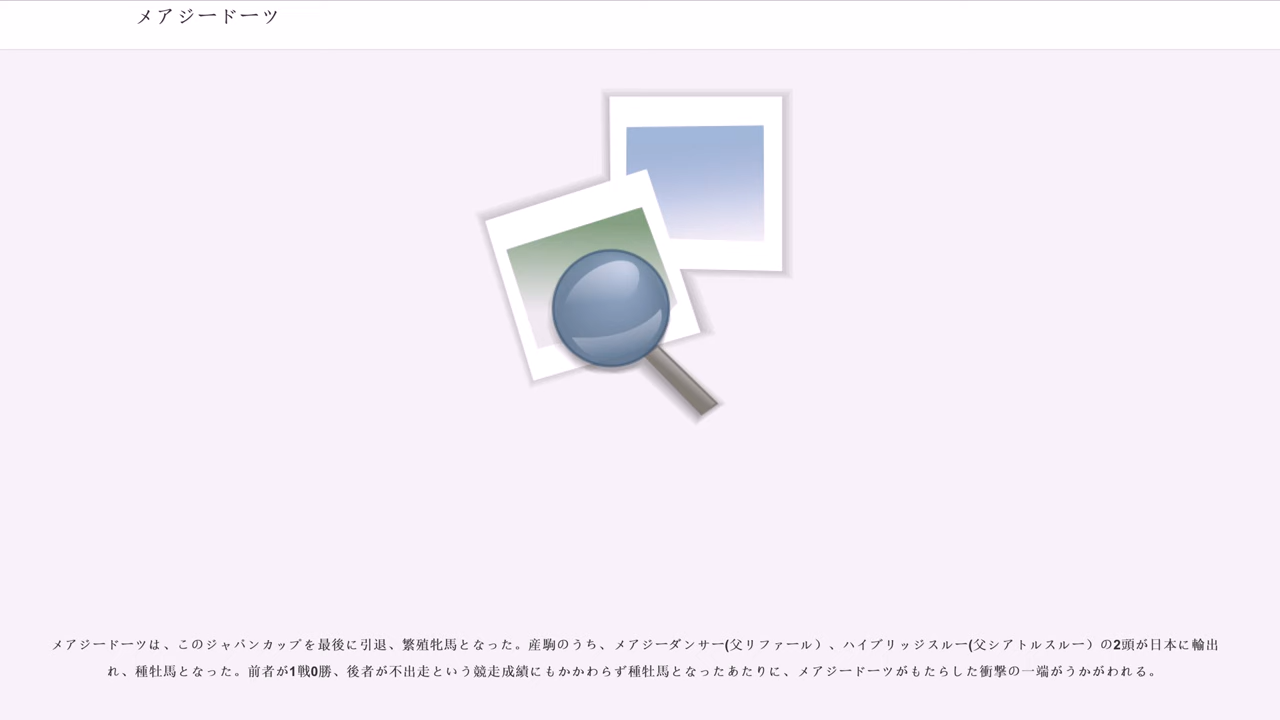 メアジードーツ
メアジードーツは、このジャパンカップを最後に引退、繁殖牝馬となった。産駒のうち、メアジーダンサー(父リファール）、ハイブリッジスルー(父シアトルスルー）の2頭が日本に輸出
れ、種牡馬となった。前者が1戦0勝、後者が不出走という競走成績にもかかわらず種牡馬となったあたりに、メアジードーツがもたらした衝撃の一端がうかがわれる。